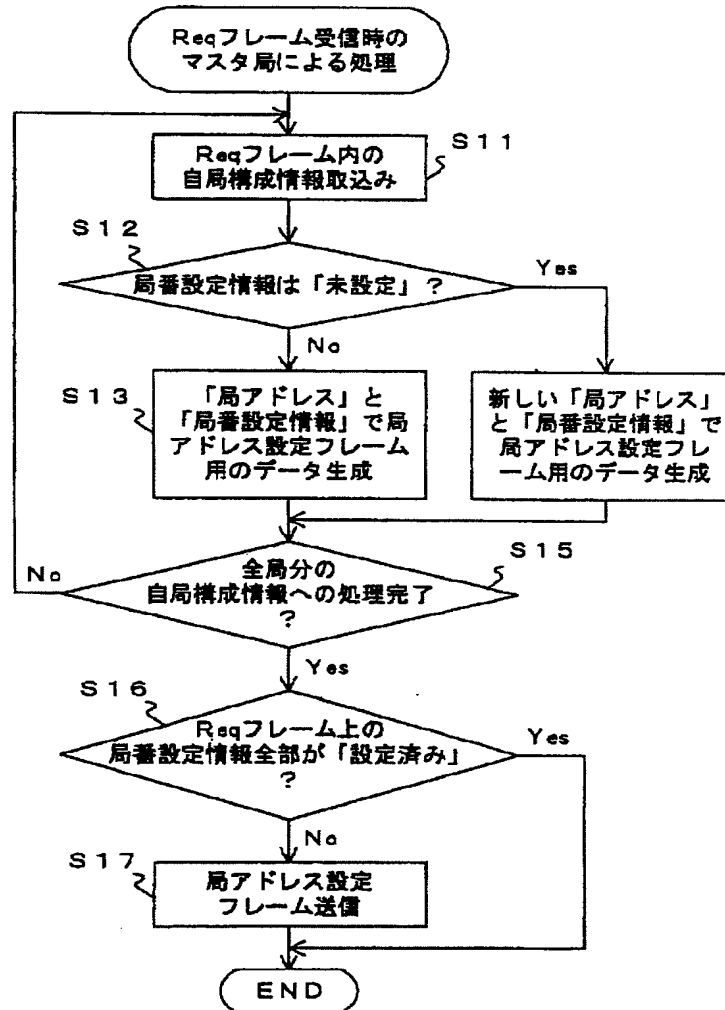 Reqフレーム受信時の
マスタ局による処理
S11
Reqフレーム内の
自局構成情報取込み
S12
局番設定情報は「未設定」?
Yes
No
S13
「局アドレス」と
「局番設定情報」で局
アドレス設定フレーム
用のデータ生成
新しい「局アドレス」
と「局番設定情報」で
局アドレス設定フレ
ーム用のデータ生成
S15
全局分の
自局構成情報への処理完了
?
No
Yes
S16
Reqフレーム上の
局番設定情報全部が「設定済み」
?
Yes
No
S17
局アドレス設定
フレーム送信
END